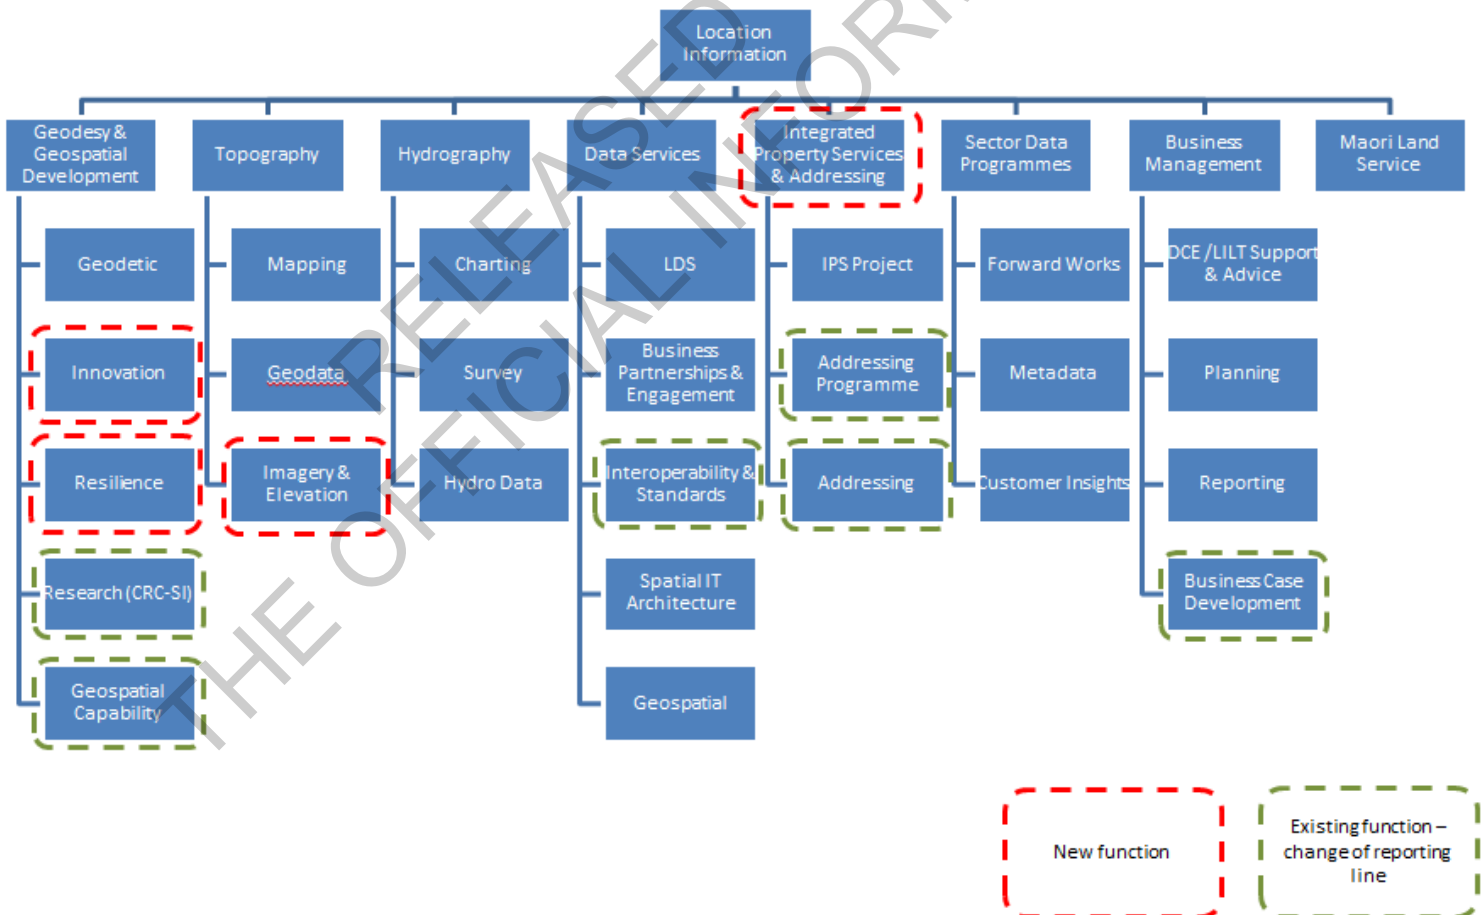 Location
Information
Geodesy &
Geospatial
Development
Topography
Hydrography
Data Services
Integrated
Property Services
& Addressing
Sector Data
Programmes
Business
Management
Maori Land
Service
Geodetic
Mapping
Charting
LDS
IPS Project
Forward Works
DCE /LILT Support
& Advice
Innovation
Geodata
Survey
Business
Partnerships &
Engagement
Addressing
Programme
Metadata
Planning
Resilience
Imagery &
Elevation
Hydro Data
Interoperability &
Standards
Addressing
Customer Insights
Reporting
Research (CRC-SI)
Spatial IT
Architecture
Business Case
Development
Geospatial
Capability
Geospatial
New function
Existing function –
change of reporting
line
RELEASED
THE OFFICIAL INFORM